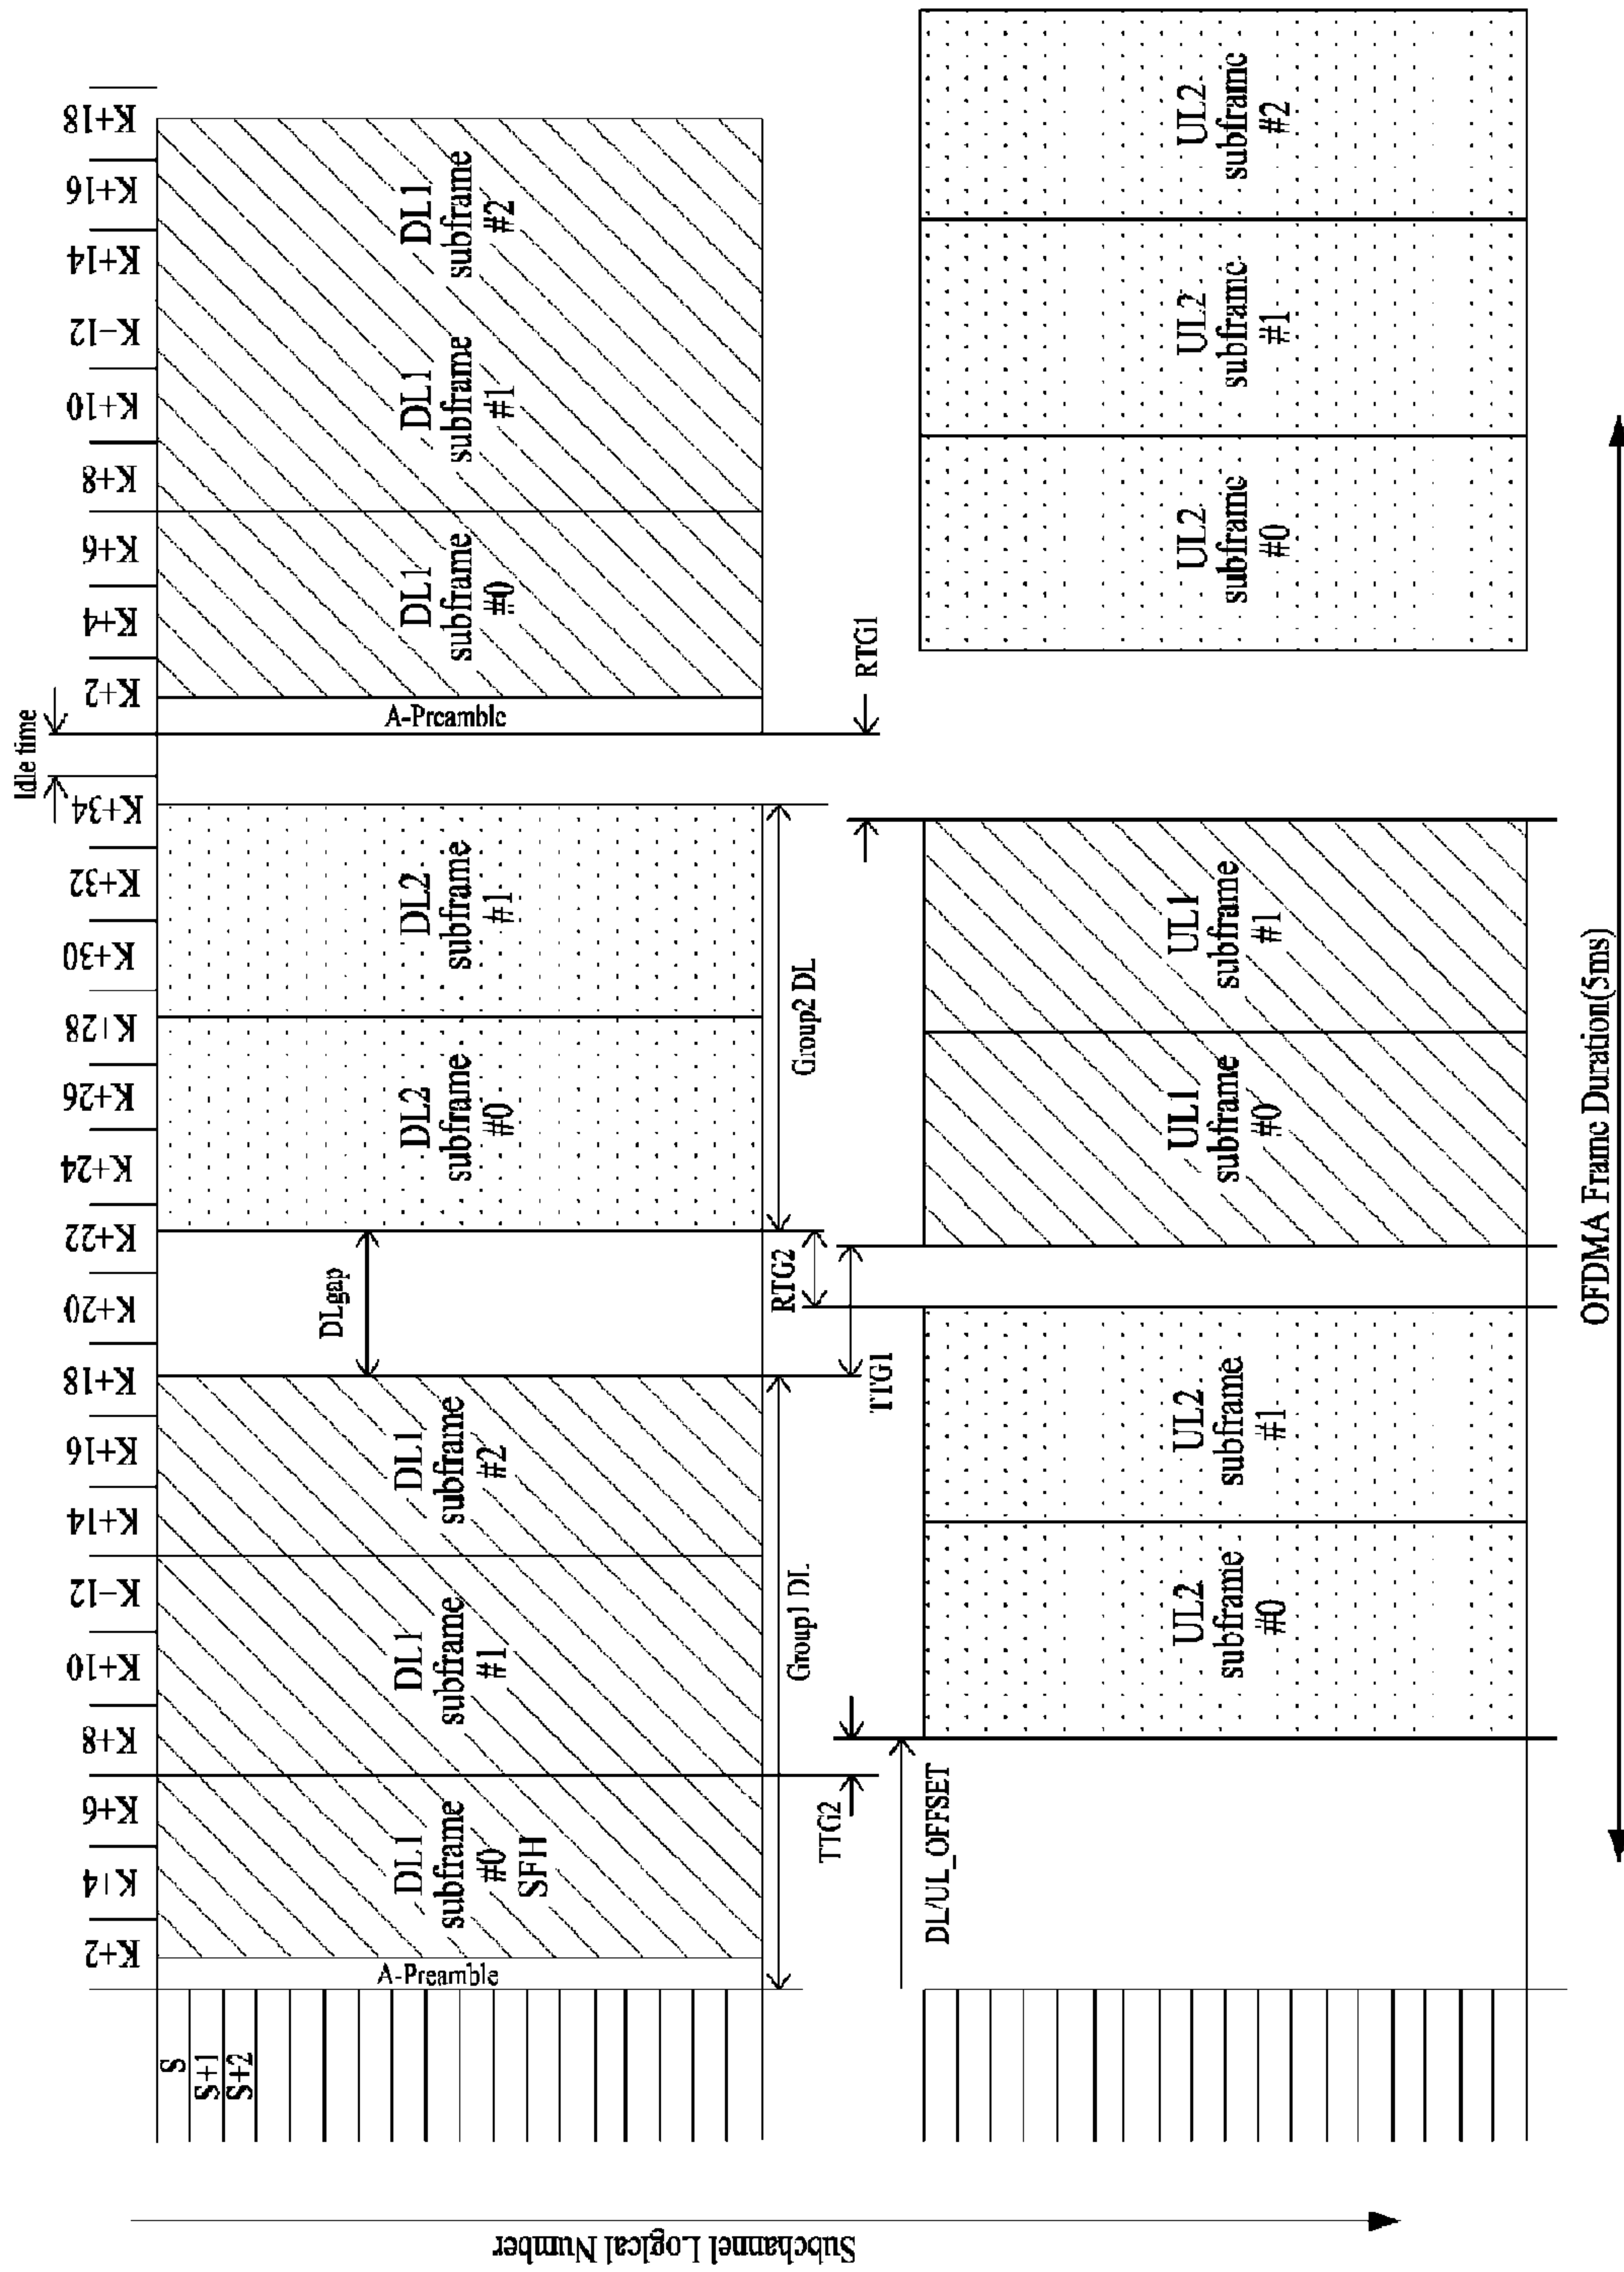 Idle time
K+2
K+4
K+6
K+8
K+10
K-12
K+14
K+16
K+18
K+20
K+22
K+24
K+26
K|28
K+30
K+32
K+34
K+2
K+4
K+6
K+8
K+10
K-12
K+14
K+16
K+18
S
S+1
S+2
A-Preamble
DL1
subframe
#0
SFH
DL1
subframe
#1
DL1
subframe
#2
DLgap
DL2
subframe
#0
DL2
subframe
#1
A-Preamble
DL1
subframe
#0
DL1
subframe
#1
DL1
subframe
#2
Group1 DL
RTG2
Group2 DL
TTG2
TTG1
RTG1
DL/UL_OFFSET
UL2
subframe
#0
UL2
subframe
#1
UL1
subframe
#0
UL1
subframe
#1
UL2
subframe
#0
UL2
subframe
#1
UL2
subframe
#2
OFDMA Frame Duration(5ms)
Subchannel Logical Number